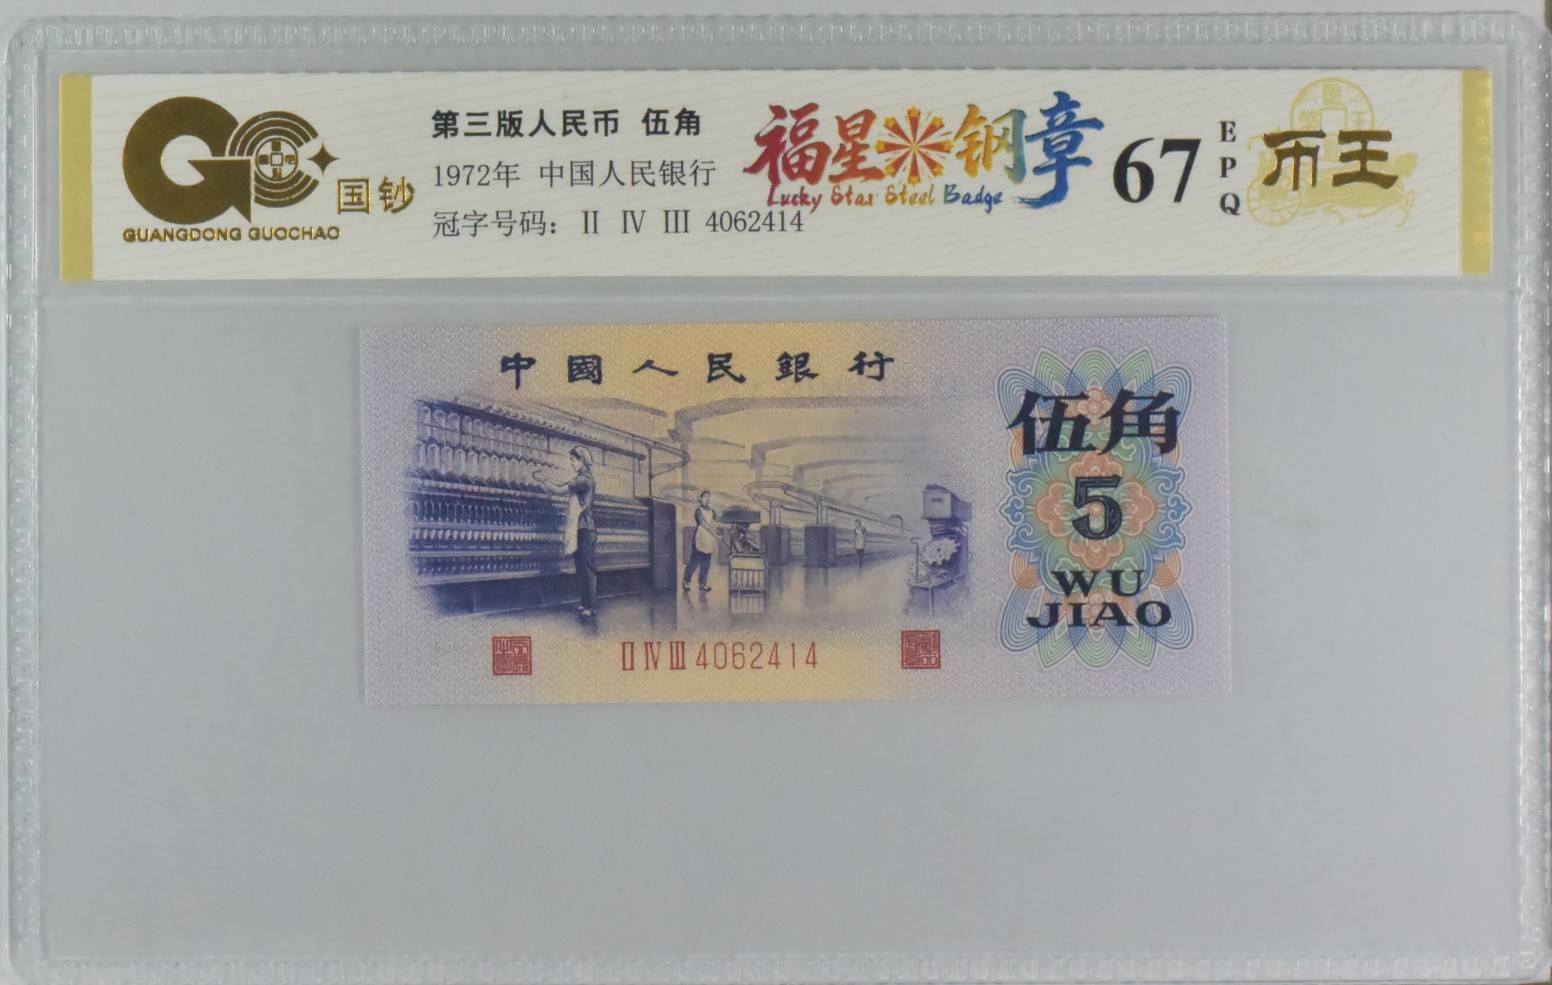 GUANGDONG GUOCHAO
国钞
第三版人民币 伍角
1972年 中国人民银行
冠字号码: Ⅱ Ⅳ Ⅲ 4062414
福星钢章
Lucky Star Steel Badge
67
EPQ
币王
中國人民銀行
伍角
5
WU
JIAO
Ⅱ Ⅳ Ⅲ 4062414